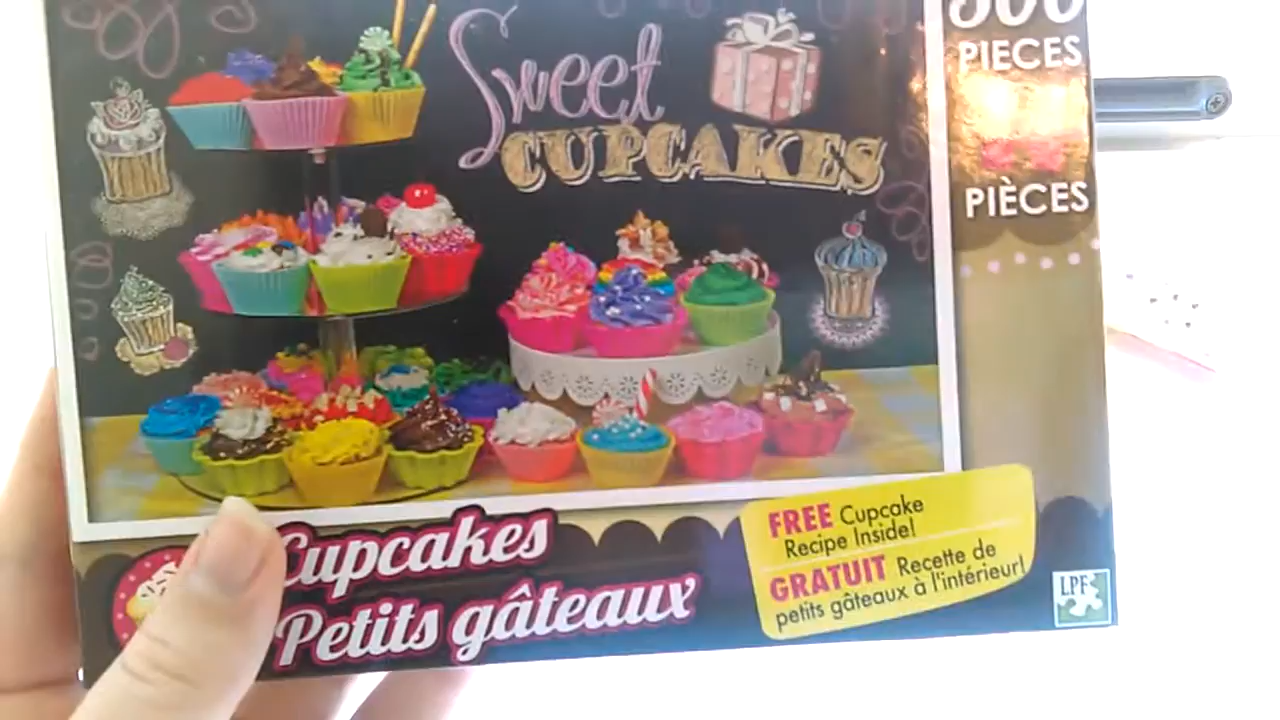 Sweet
CUPCAKES
PIECES
PIÈCES
Cupcakes
Petits gâteaux
FREE Cupcake
Recipe Inside!
GRATUIT Recette de
petits gâteaux à l'intérieur!
LPF